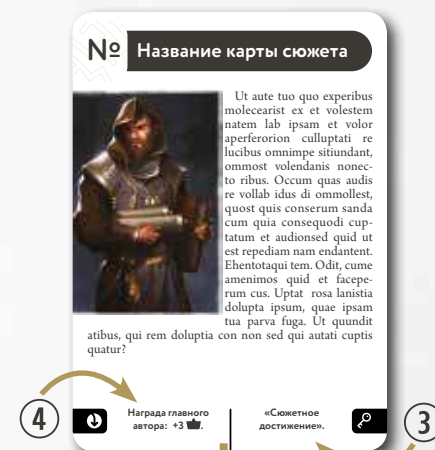 № Название карты сюжета
Ut aute tuo quo experibus
molecearist ex et volestem
natem lab ipsam et volor
aperferorion culluptati re
lucibus omnimpe sitiundant,
ommost volendanis nonec-
to ribus. Occum quas audis
re vollab idus di ommollest,
quost quis conserum sanda
cum quia consequodi cup-
tatum et audionsed quid ut
est repediam nam endantent.
Ehentotaqui tem. Odit, cume
amenimos quid et facepe-
rum cus. Uptat rosa lanistia
dolupta ipsum, quae ipsam
tua parva fuga. Ut quundit
atibus, qui rem doluptia con non sed qui autati cuptis
quatur?
4
Награда главного
автора: +3 .
«Сюжетное
достижение».
3